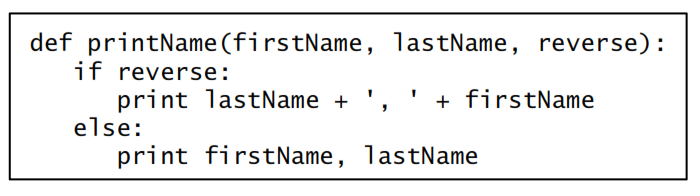 def printName(firstName, lastName, reverse):
if reverse:
print lastName + ', ' + firstName
else:
print firstName, lastName